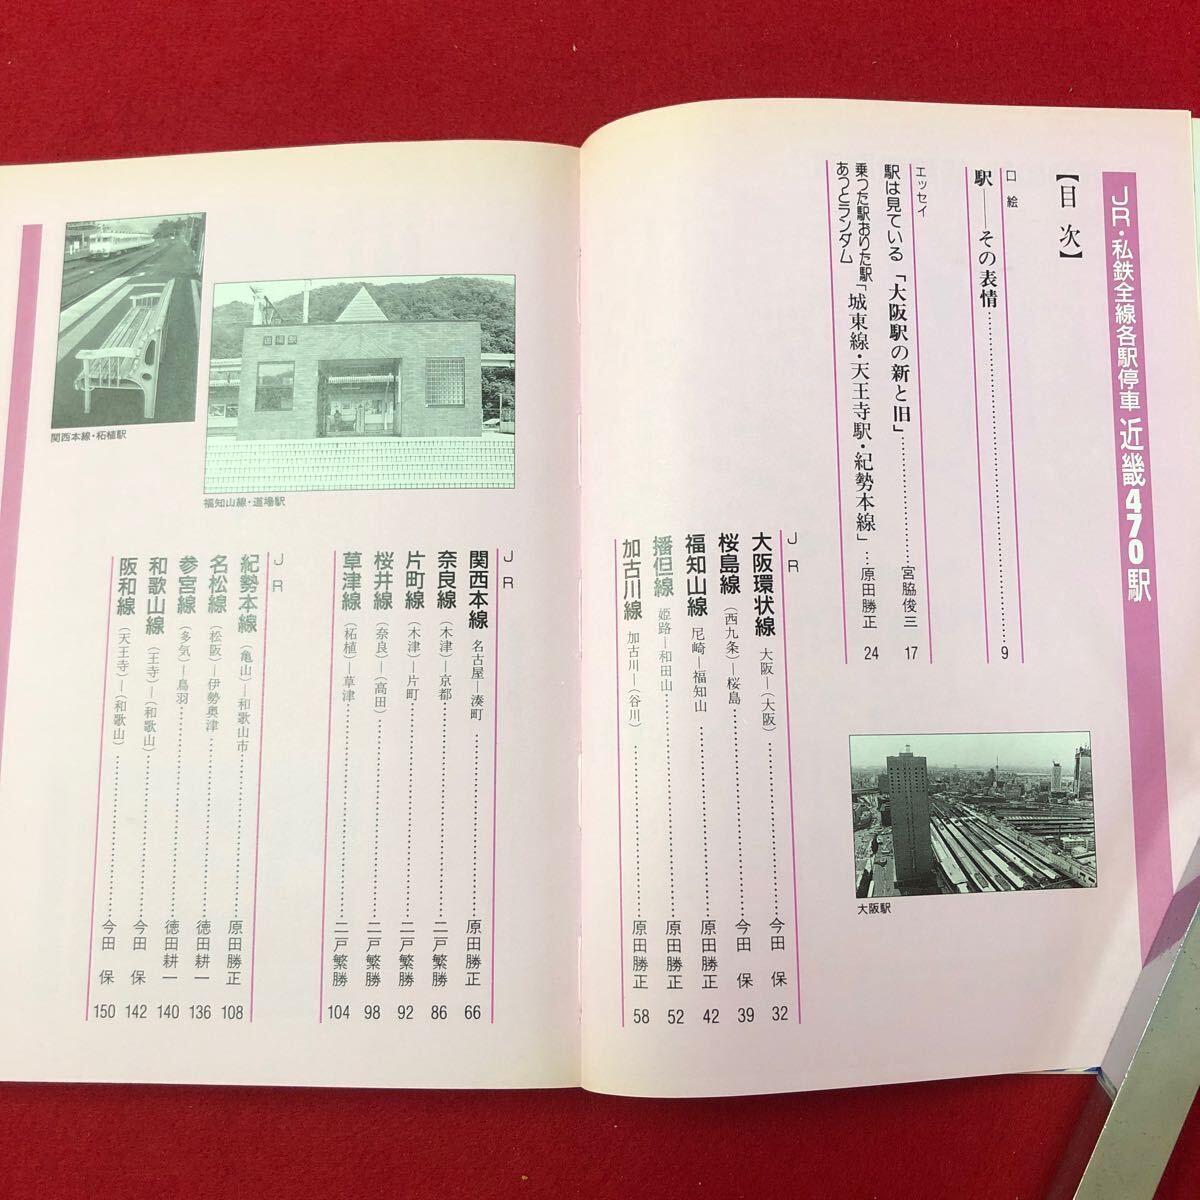 JR・私鉄全線各駅停車 近畿470駅
【目次】
口絵
駅——その表情 9
エッセイ
駅は見ている「大阪駅の新と旧」 宮脇俊三 17
乗った駅おりた駅
あっとランダム「城東線・天王寺駅・紀勢本線」 原田勝正 24
大阪駅
JR
大阪環状線 大阪—(大阪) 今田 保 32
桜島線 (西九条)—桜島 今田 保 39
福知山線 尼崎—福知山 原田勝正 42
播但線 姫路—和田山 原田勝正 52
加古川線 加古川—(谷川) 原田勝正 58
関西本線・柘植駅
福知山線・道場駅
JR
関西本線 名古屋—湊町 原田勝正 66
奈良線 (木津)—京都 二戸繁勝 86
片町線 (木津)—片町 二戸繁勝 92
桜井線 (奈良)—(高田) 二戸繁勝 98
草津線 (柘植)—草津 二戸繁勝 104
JR
紀勢本線 (亀山)—和歌山市 原田勝正 108
名松線 (松阪)—伊勢奥津 徳田耕一 136
参宮線 (多気)—鳥羽 徳田耕一 140
和歌山線 (王寺)—(和歌山) 今田 保 142
阪和線 (天王寺)—(和歌山) 今田 保 150